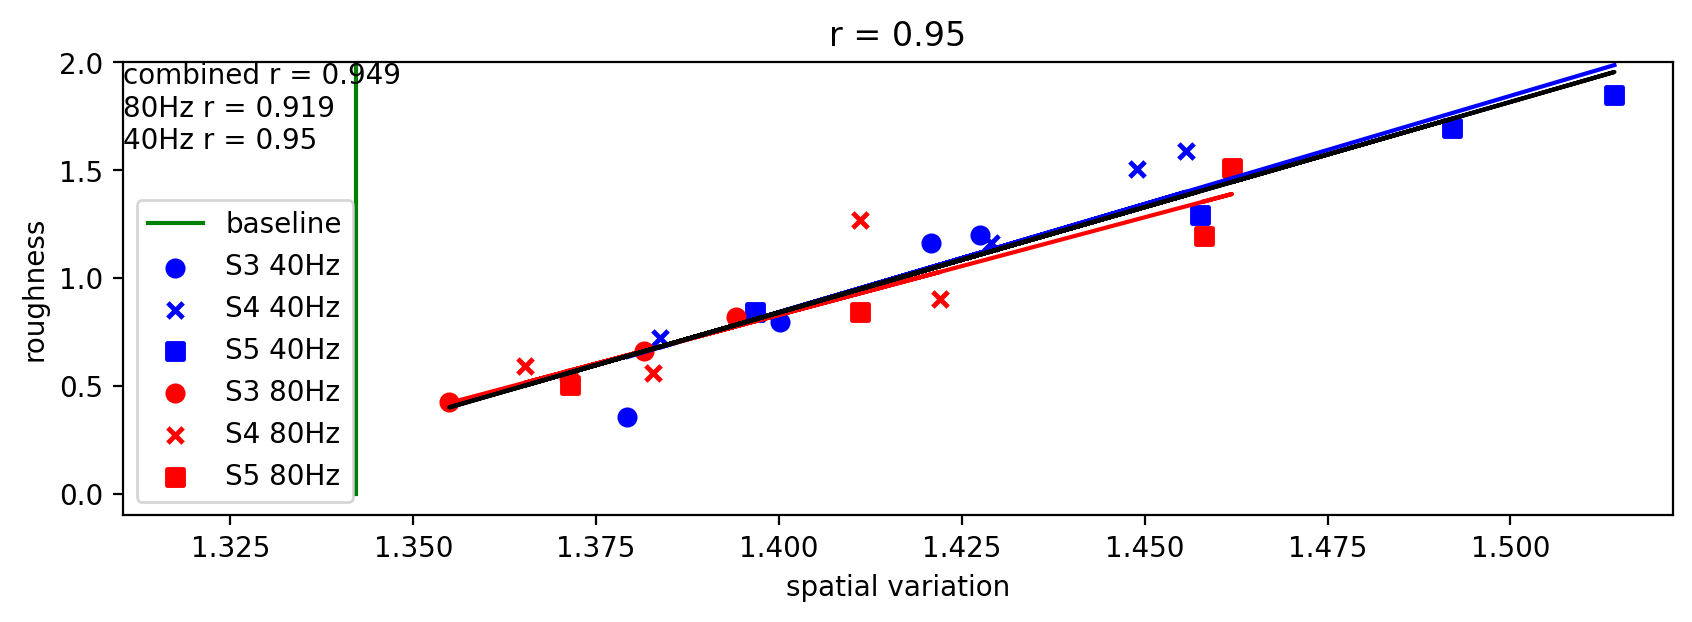 r = 0.95
combined r = 0.949
80Hz r = 0.919
40Hz r = 0.95
baseline
S3 40Hz
S4 40Hz
S5 40Hz
S3 80Hz
S4 80Hz
S5 80Hz
roughness
2.0
1.5
1.0
0.5
0.0
1.325 1.350 1.375 1.400 1.425 1.450 1.475 1.500
spatial variation